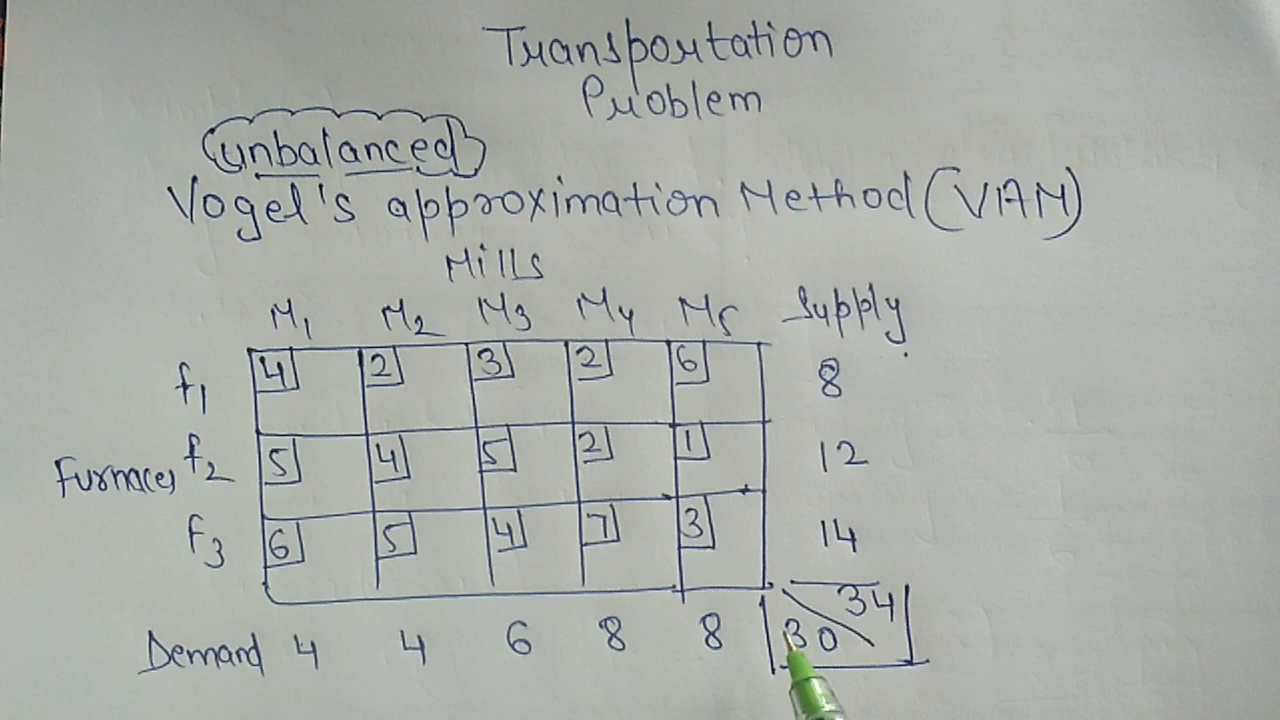 Transportation
Problem
unbalanced
Vogel's approximation Method (VAM)
Mills
M1 M2 M3 M4 M5 Supply
f1 4 2 3 2 6 8
Furnaces f2 5 4 5 2 1 12
f3 6 5 4 7 3 14
34
Demand 4 4 6 8 8 30